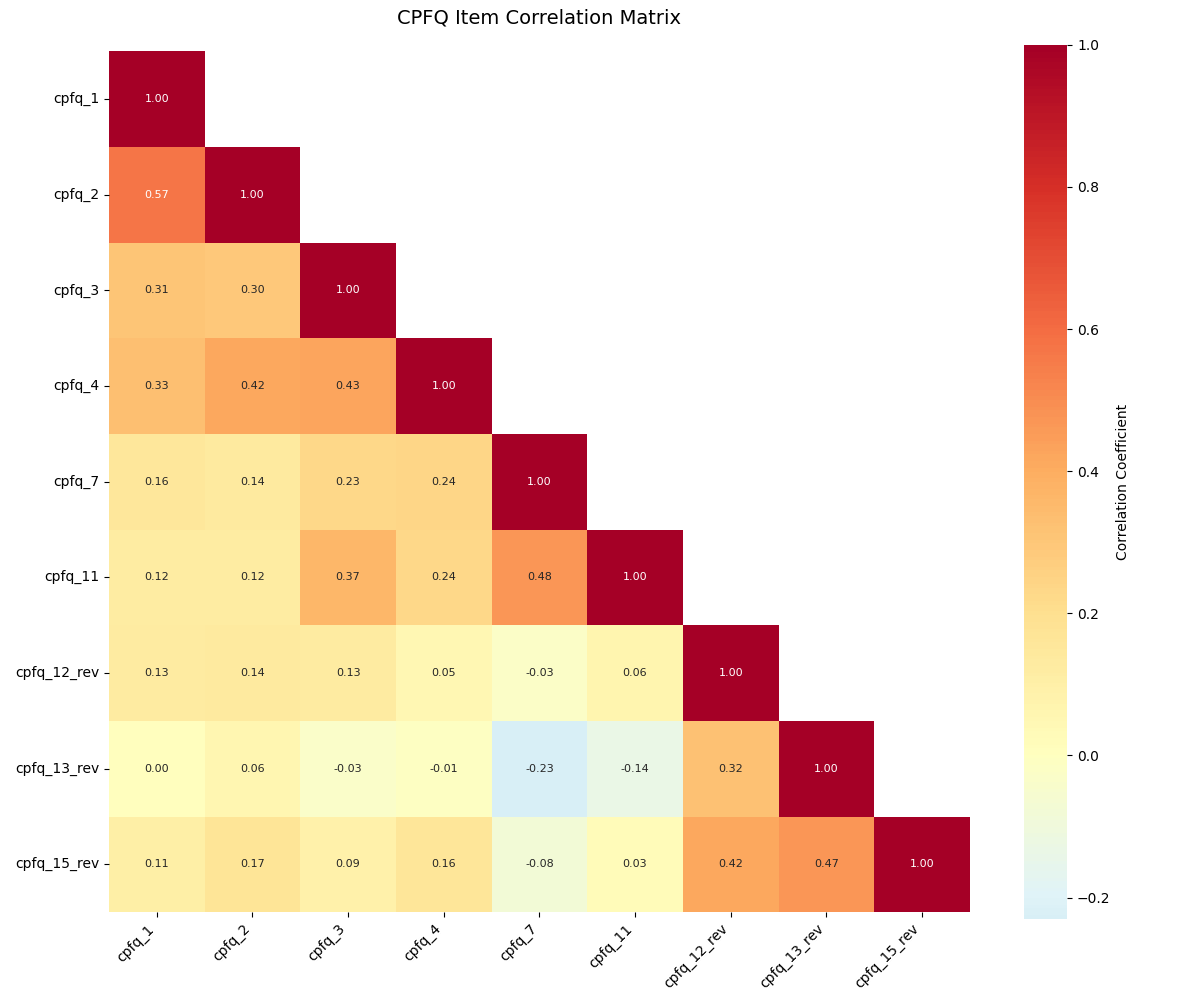 CPFQ Item Correlation Matrix
cpfq_1 1.00
cpfq_2 0.57 1.00
cpfq_3 0.31 0.30 1.00
cpfq_4 0.33 0.42 0.43 1.00
cpfq_7 0.16 0.14 0.23 0.24 1.00
cpfq_11 0.12 0.12 0.37 0.24 0.48 1.00
cpfq_12_rev 0.13 0.14 0.13 0.05 -0.03 0.06 1.00
cpfq_13_rev 0.00 0.06 -0.03 -0.01 -0.23 -0.14 0.32 1.00
cpfq_15_rev 0.11 0.17 0.09 0.16 -0.08 0.03 0.42 0.47 1.00
cpfq_1 cpfq_2 cpfq_3 cpfq_4 cpfq_7 cpfq_11 cpfq_12_rev cpfq_13_rev cpfq_15_rev
1.0
0.8
0.6
0.4
0.2
0.0
−0.2
Correlation Coefficient